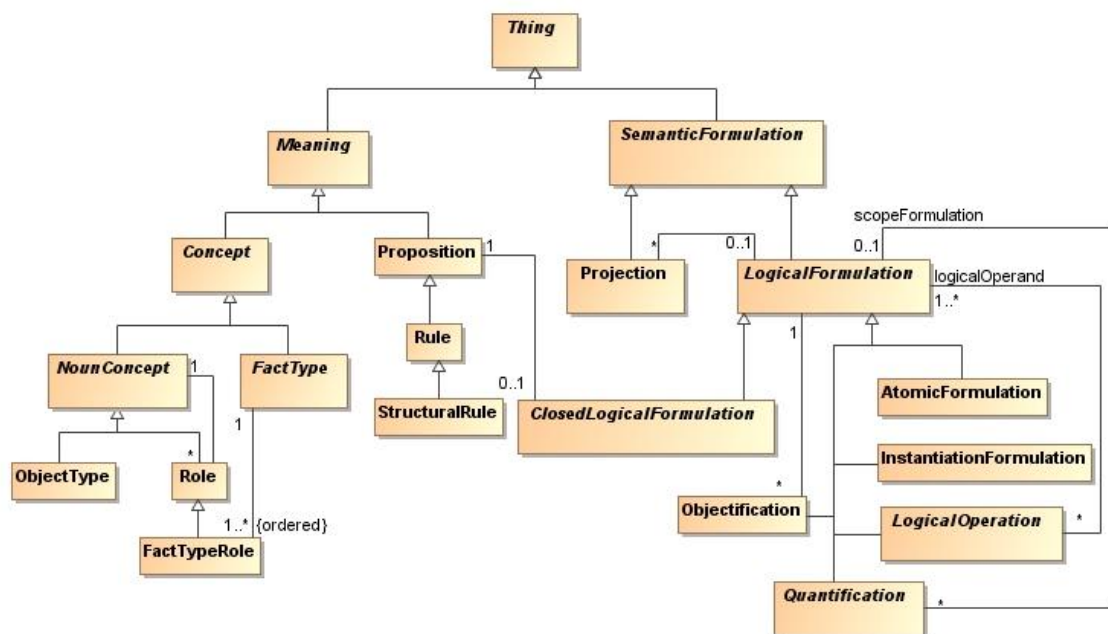 Thing
Meaning
SemanticFormulation
scopeFormulation
Concept
Proposition
1
*
0..1
0..1
Projection
LogicalFormulation
logicalOperand
1..*
1
Rule
NounConcept
1
FactType
0..1
AtomicFormulation
1
StructuralRule
ClosedLogicalFormulation
InstantiationFormulation
ObjectType
*
Role
*
Objectification
LogicalOperation
*
1..* {ordered}
FactTypeRole
Quantification
*